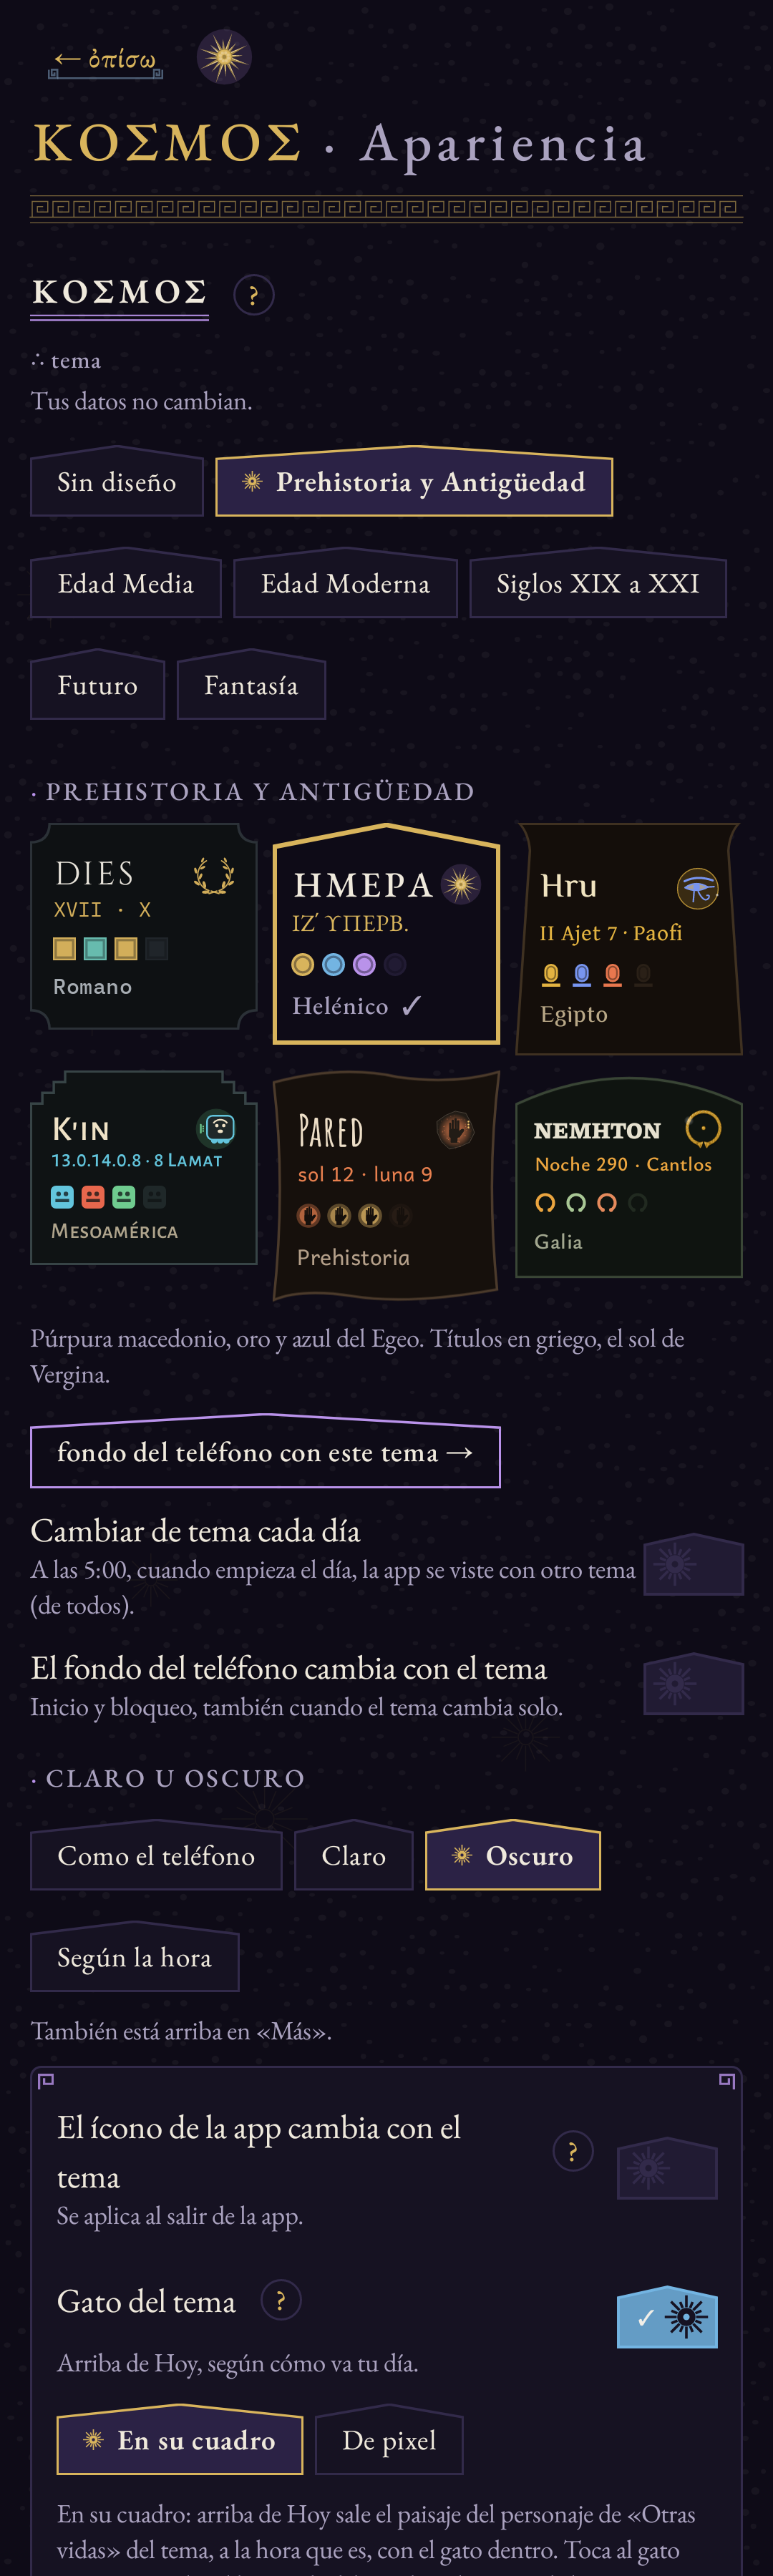 ← ὀπίσω
ΚΟΣΜΟΣ · Apariencia
ΚΟΣΜΟΣ ?
∴ tema
Tus datos no cambian.
Sin diseño Prehistoria y Antigüedad
Edad Media Edad Moderna Siglos XIX a XXI
Futuro Fantasía
· PREHISTORIA Y ANTIGÜEDAD
DIES
XVII · X
Romano
ΗΜΕΡΑ
ΙΖʹ ΥΠΕΡΒ.
Helénico ✓
Hru
II Ajet 7 · Paofi
Egipto
K'IN
13.0.14.0.8 · 8 LAMAT
MESOAMÉRICA
PARED
sol 12 · luna 9
Prehistoria
NEMHTON
Noche 290 · Cantlos
Galia
Púrpura macedonio, oro y azul del Egeo. Títulos en griego, el sol de
Vergina.
fondo del teléfono con este tema →
Cambiar de tema cada día
A las 5:00, cuando empieza el día, la app se viste con otro tema
(de todos).
El fondo del teléfono cambia con el tema
Inicio y bloqueo, también cuando el tema cambia solo.
· CLARO U OSCURO
Como el teléfono Claro Oscuro
Según la hora
También está arriba en «Más».
El ícono de la app cambia con el
tema
?
Se aplica al salir de la app.
Gato del tema ?
✓
Arriba de Hoy, según cómo va tu día.
En su cuadro De pixel
En su cuadro: arriba de Hoy sale el paisaje del personaje de «Otras
vidas» del tema, a la hora que es, con el gato dentro. Toca al gato